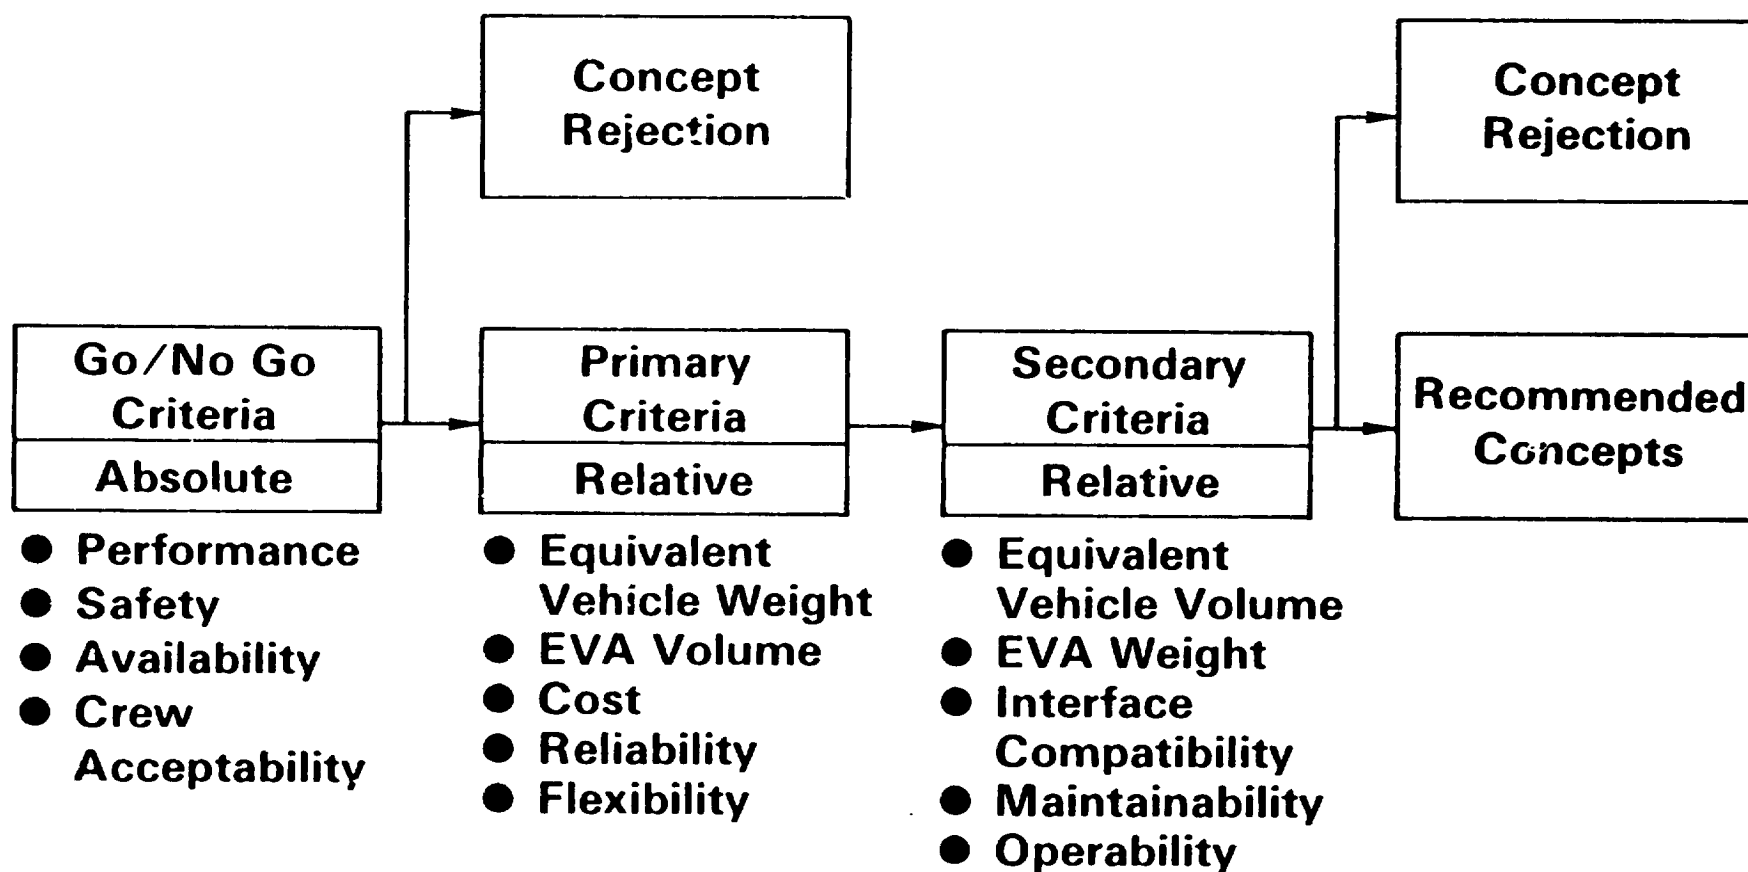 Concept
Rejection
Concept
Rejection
Go/No Go
Criteria
Absolute
● Performance
● Safety
● Availability
● Crew
Acceptability
Primary
Criteria
Relative
● Equivalent
Vehicle Weight
● EVA Volume
● Cost
● Reliability
● Flexibility
Secondary
Criteria
Relative
● Equivalent
Vehicle Volume
● EVA Weight
● Interface
Compatibility
● Maintainability
● Operability
Recommended
Concepts